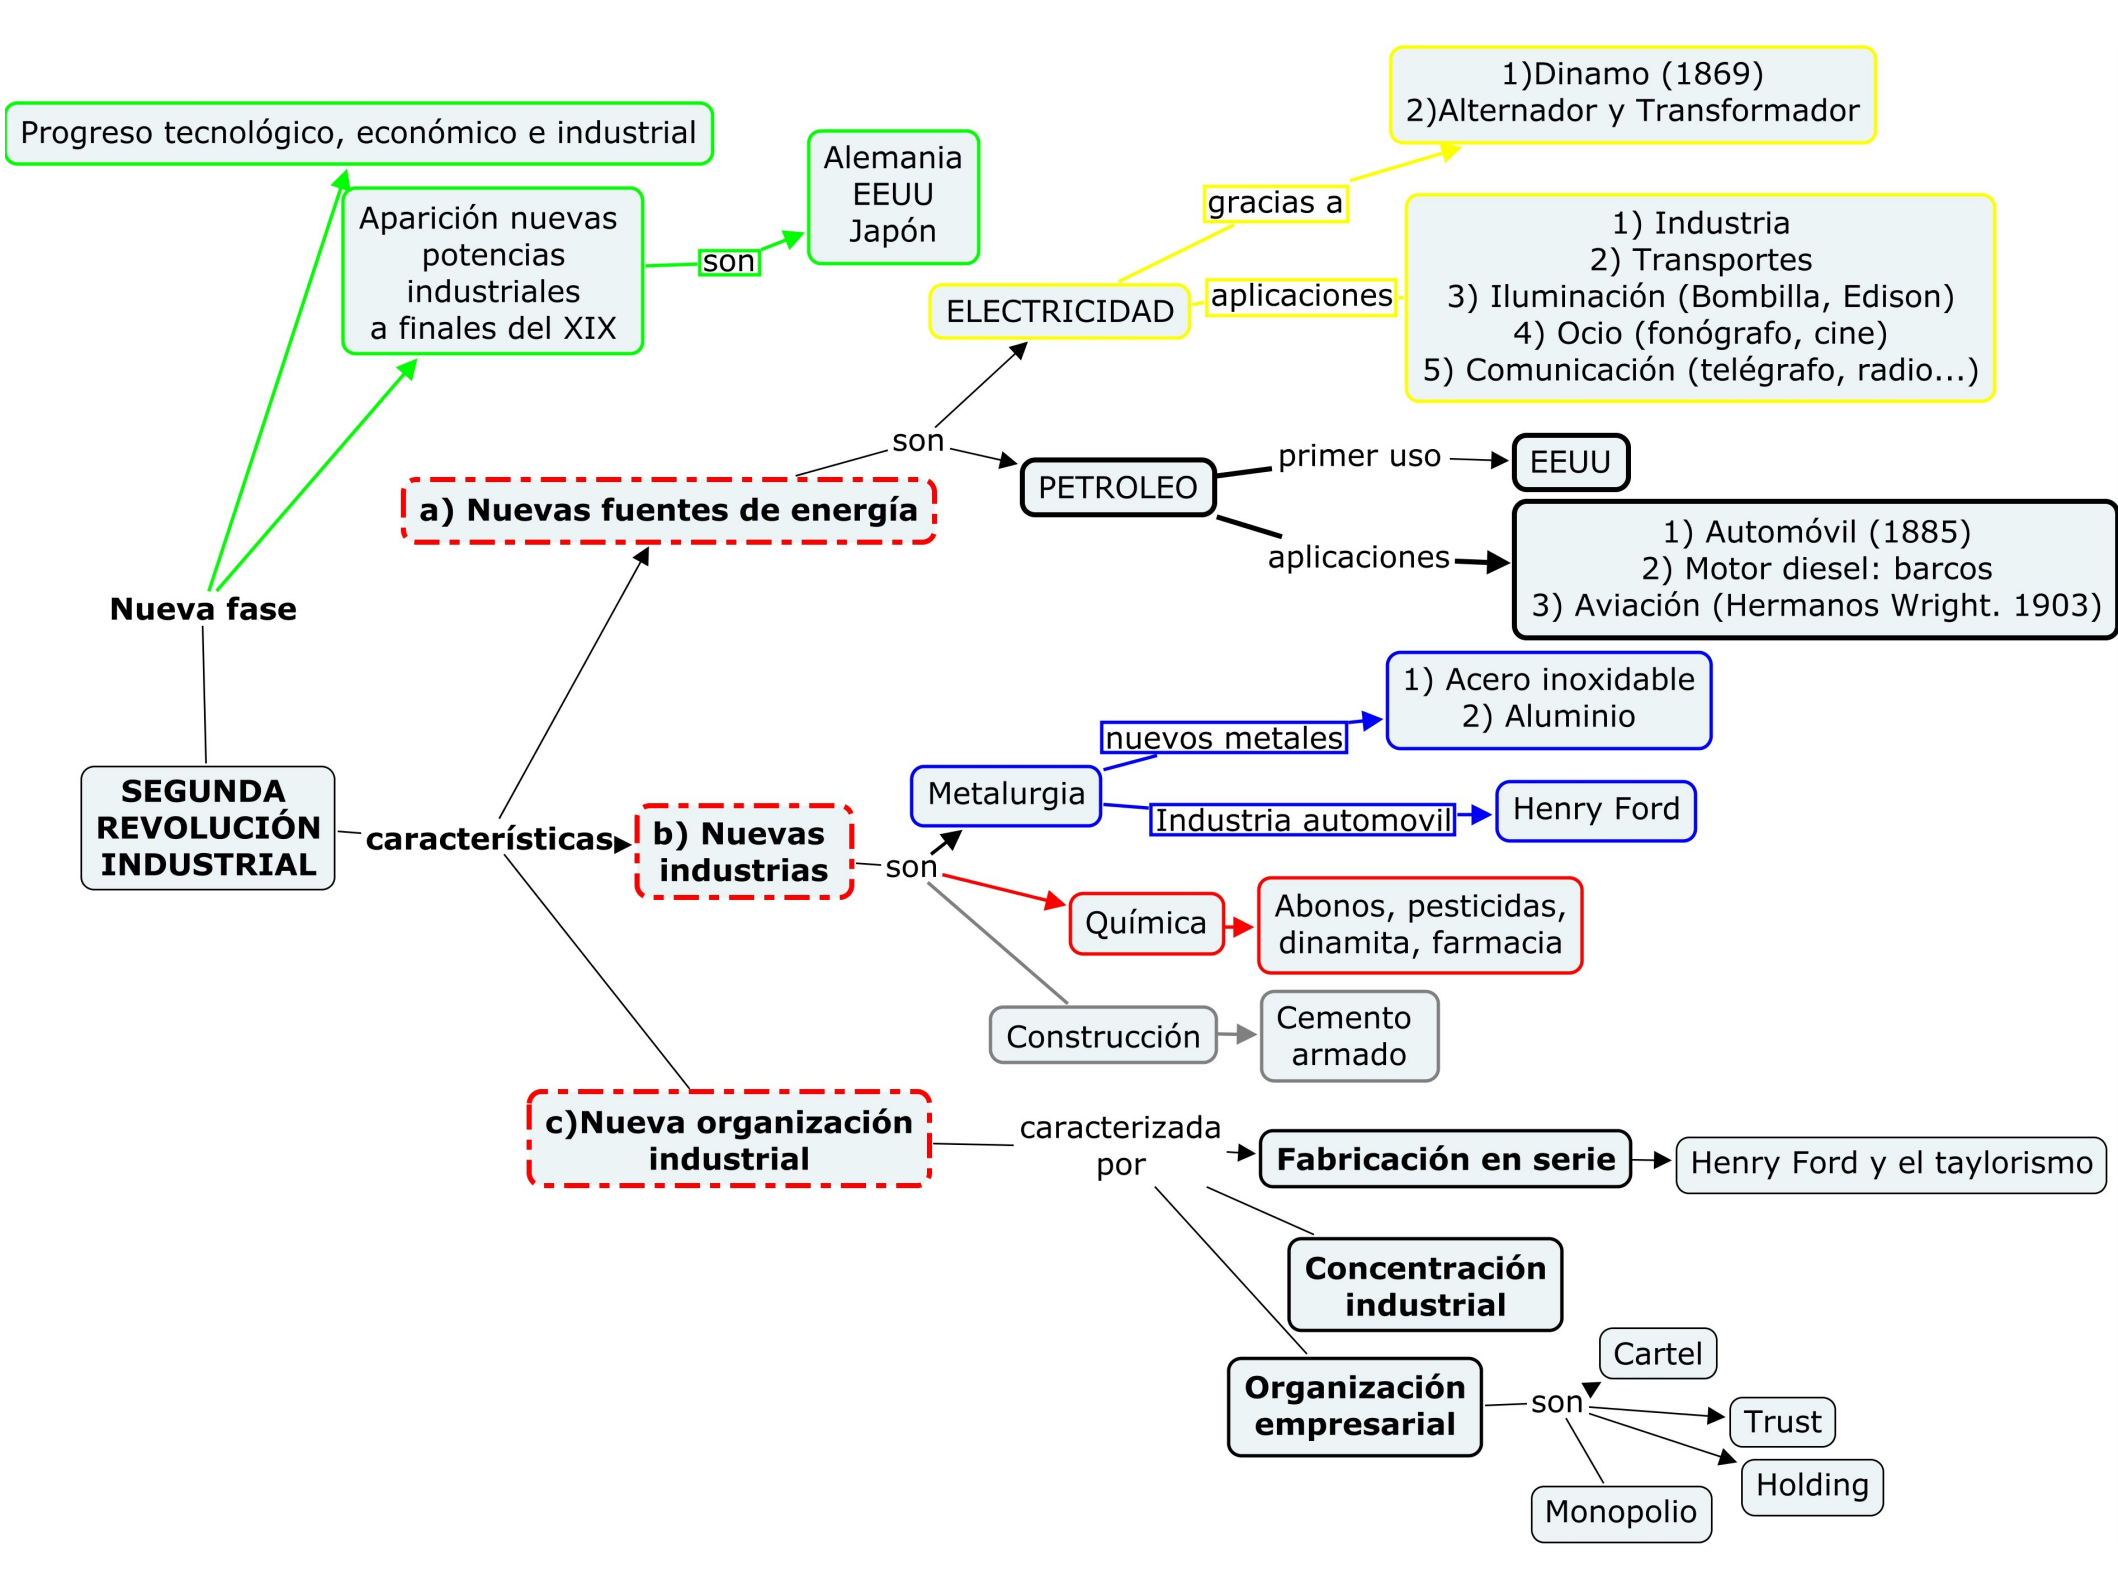 1)Dinamo (1869)
2)Alternador y Transformador
Progreso tecnológico, económico e industrial
Alemania
EEUU
Japón
Aparición nuevas
potencias
industriales
a finales del XIX
son
gracias a
ELECTRICIDAD
aplicaciones
1) Industria
2) Transportes
3) Iluminación (Bombilla, Edison)
4) Ocio (fonógrafo, cine)
5) Comunicación (telégrafo, radio...)
son
a) Nuevas fuentes de energía
PETROLEO
primer uso
EEUU
aplicaciones
1) Automóvil (1885)
2) Motor diesel: barcos
3) Aviación (Hermanos Wright. 1903)
Nueva fase
SEGUNDA
REVOLUCIÓN
INDUSTRIAL
características
b) Nuevas
industrias
son
Metalurgia
nuevos metales
1) Acero inoxidable
2) Aluminio
Industria automovil
Henry Ford
Química
Abonos, pesticidas,
dinamita, farmacia
Construcción
Cemento
armado
c)Nueva organización
industrial
caracterizada
por
Fabricación en serie
Henry Ford y el taylorismo
Concentración
industrial
Organización
empresarial
son
Cartel
Trust
Holding
Monopolio